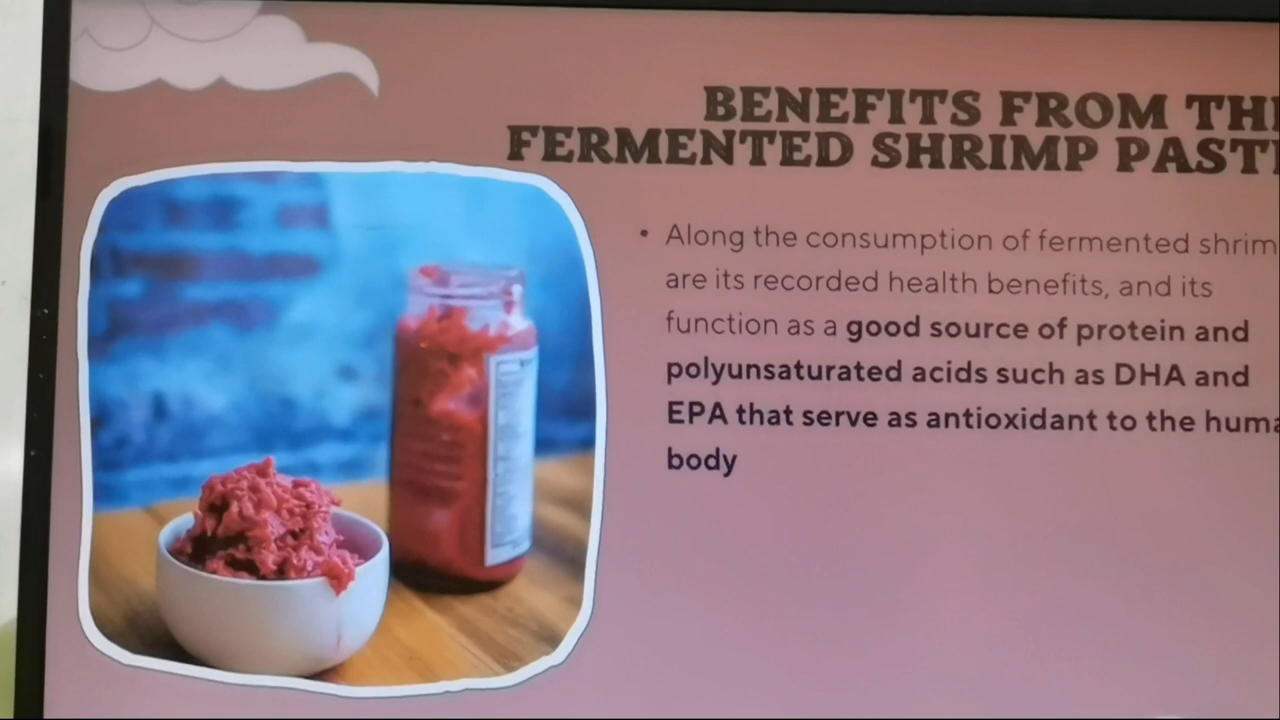 BENEFITS FROM TH
FERMENTED SHRIMP PAST
• Along the consumption of fermented shrim
are its recorded health benefits, and its
function as a good source of protein and
polyunsaturated acids such as DHA and
EPA that serve as antioxidant to the huma
body